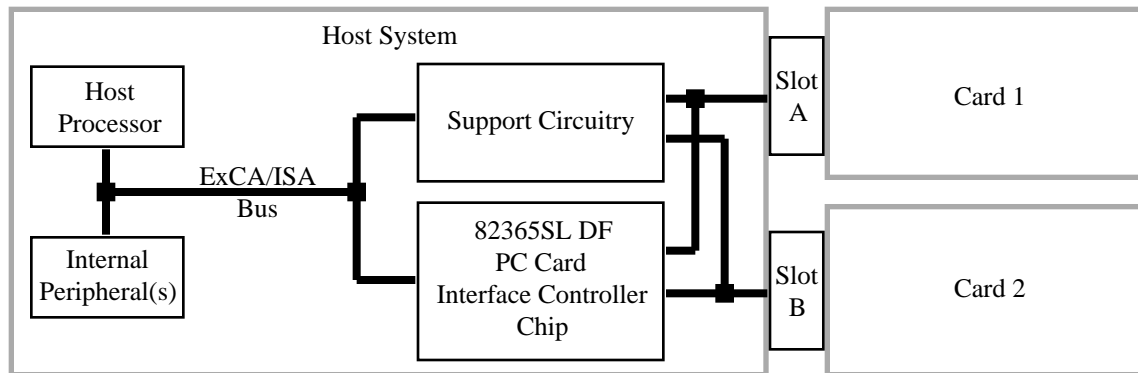 Host System
Host
Processor
ExCA/ISA
Bus
Internal
Peripheral(s)
Support Circuitry
82365SL DF
PC Card
Interface Controller
Chip
Slot
A
Card 1
Slot
B
Card 2